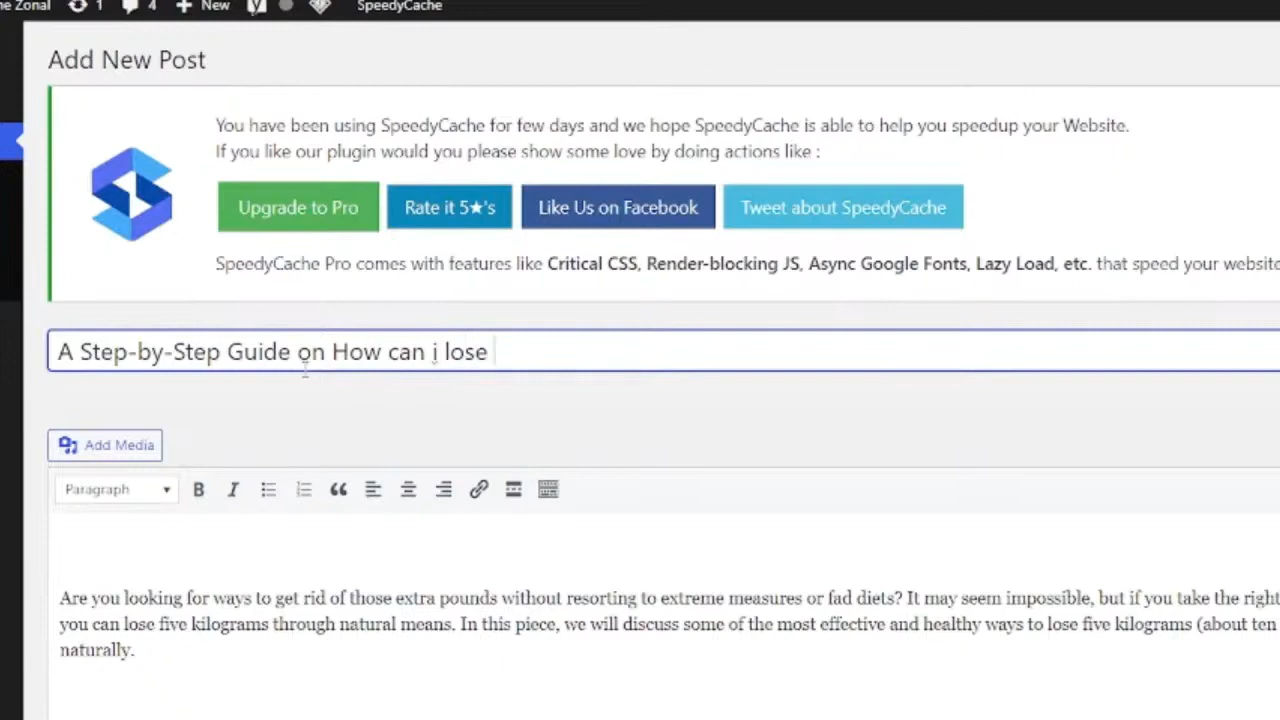 ne Zonal 1 4 New SpeedyCache
Add New Post
You have been using SpeedyCache for few days and we hope SpeedyCache is able to help you speedup your Website.
If you like our plugin would you please show some love by doing actions like :
Upgrade to Pro Rate it 5★'s Like Us on Facebook Tweet about SpeedyCache
SpeedyCache Pro comes with features like Critical CSS, Render-blocking JS, Async Google Fonts, Lazy Load, etc. that speed your website
A Step-by-Step Guide on How can i lose
Add Media
Paragraph B I
Are you looking for ways to get rid of those extra pounds without resorting to extreme measures or fad diets? It may seem impossible, but if you take the right
you can lose five kilograms through natural means. In this piece, we will discuss some of the most effective and healthy ways to lose five kilograms (about ten
naturally.